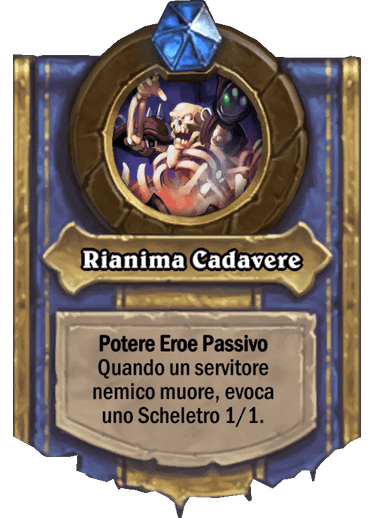 Rianima Cadavere
Potere Eroe Passivo
Quando un servitore
nemico muore, evoca
uno Scheletro 1/1.